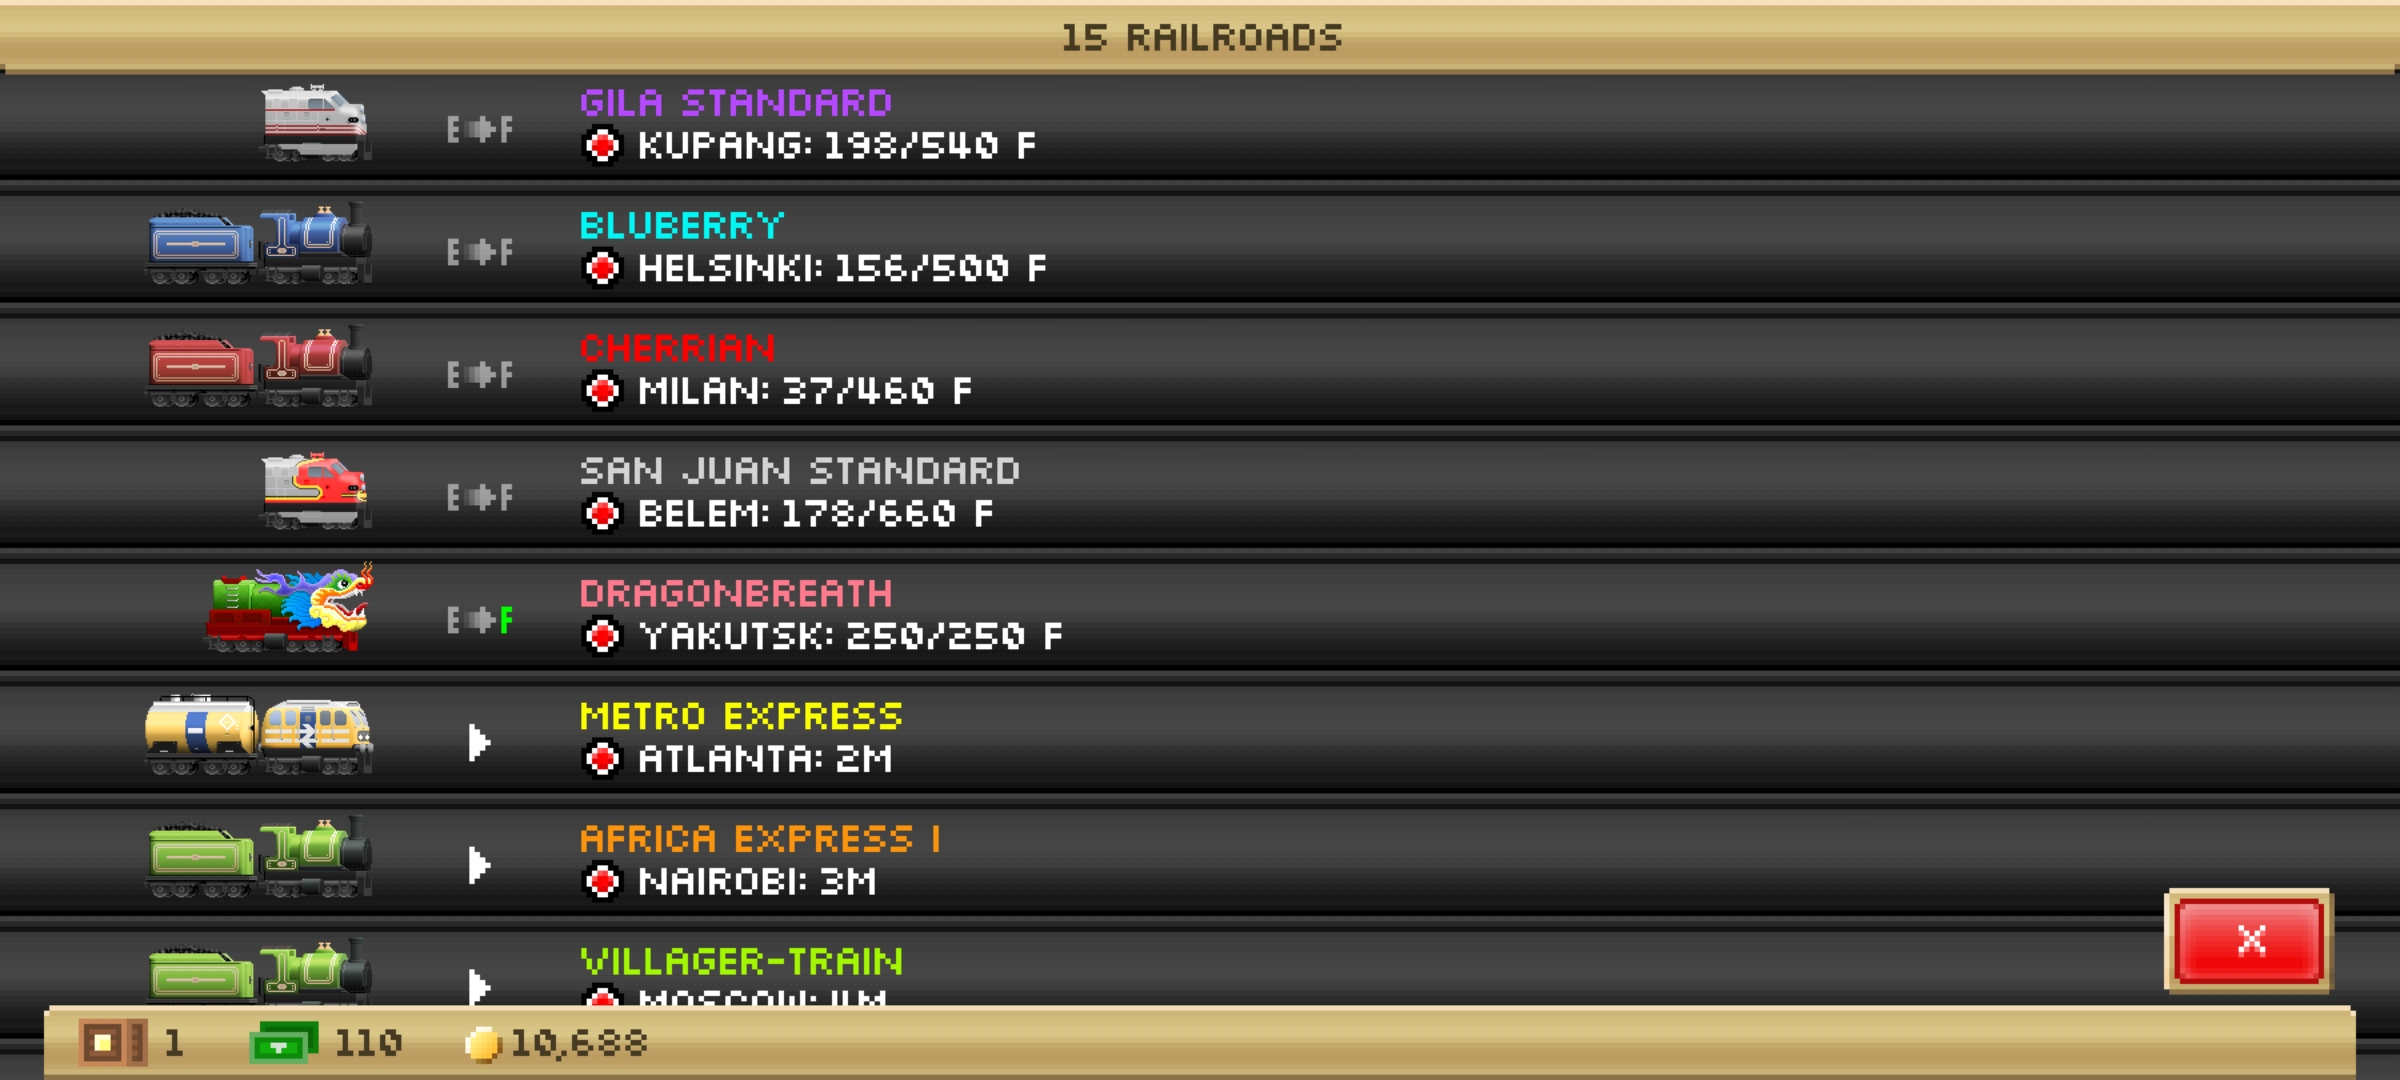 15 RAILROADS
E F GILA STANDARD
KUPANG: 198/540 F
E F BLUBERRY
HELSINKI: 156/500 F
E F CHERRIAN
MILAN: 37/460 F
E F SAN JUAN STANDARD
BELEM: 178/660 F
E F DRAGONBREATH
YAKUTSK: 250/250 F
METRO EXPRESS
ATLANTA: 2M
AFRICA EXPRESS I
NAIROBI: 3M
X
VILLAGER-TRAIN
MOSCOW:
1 110 10,688